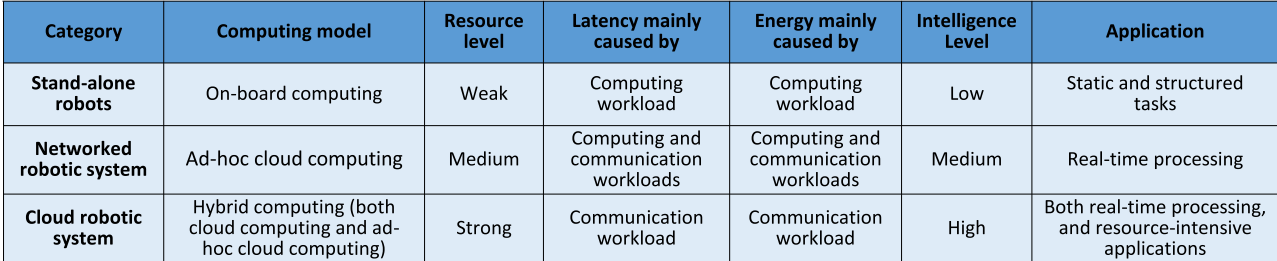 Category
Computing model
Resource
level
Latency mainly
caused by
Energy mainly
caused by
Intelligence
Level
Application
Stand-alone
robots
On-board computing
Weak
Computing
workload
Computing
workload
Low
Static and structured
tasks
Networked
robotic system
Ad-hoc cloud computing
Medium
Computing and
communication
workloads
Computing and
communication
workloads
Medium
Real-time processing
Cloud robotic
system
Hybrid computing (both
cloud computing and ad-
hoc cloud computing)
Strong
Communication
workload
Communication
workload
High
Both real-time processing,
and resource-intensive
applications